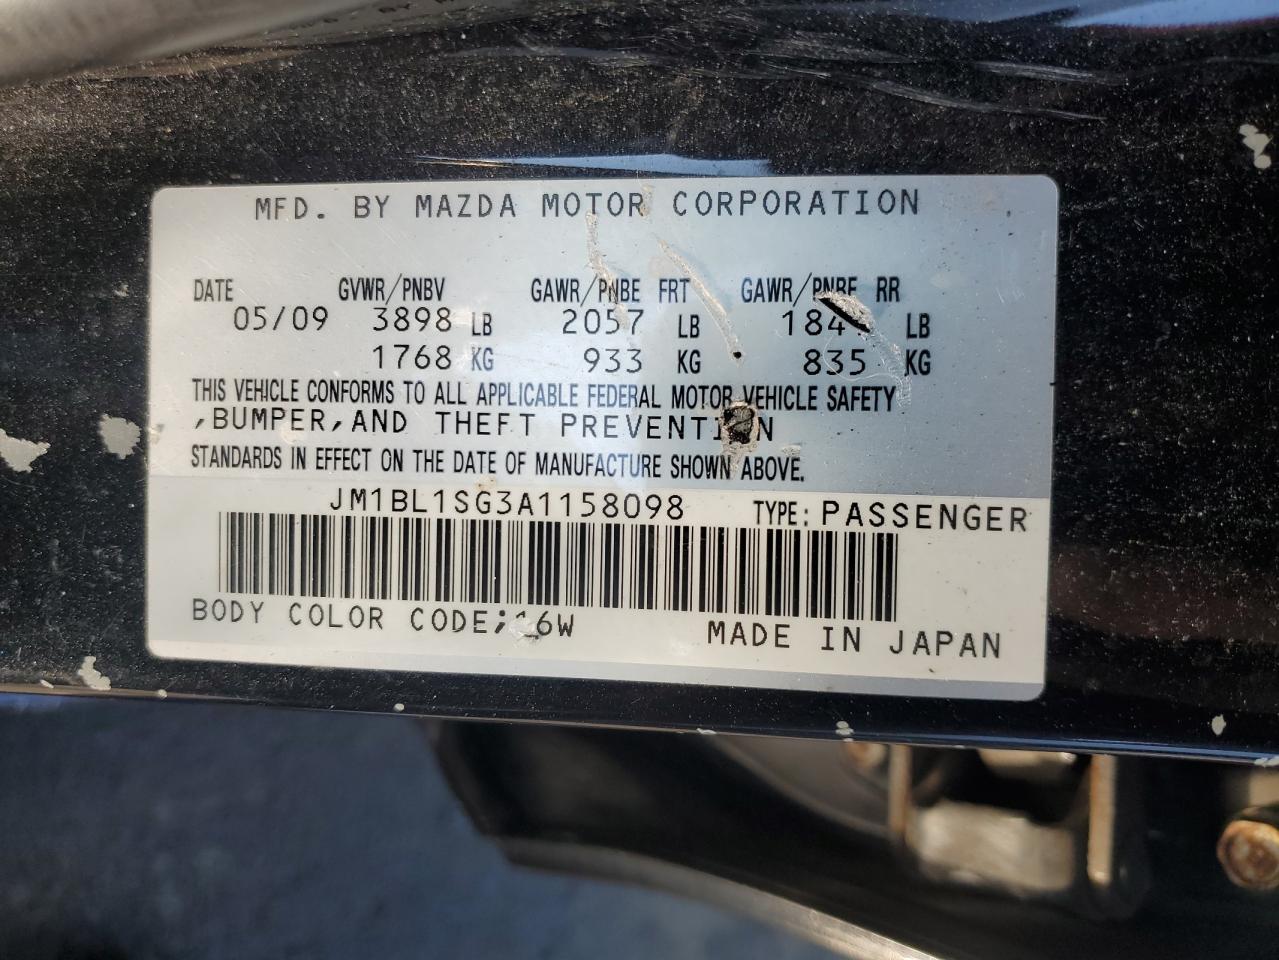 MFD. BY MAZDA MOTOR CORPORATION
DATE GVWR/PNBV GAWR/PNBE FRT GAWR/PNBE RR
05/09 3898 LB 2057 LB LB
1768 KG 933 KG 835 KG
THIS VEHICLE CONFORMS TO ALL APPLICABLE FEDERAL MOTOR VEHICLE SAFETY
,BUMPER,AND THEFT PREVENTION
STANDARDS IN EFFECT ON THE DATE OF MANUFACTURE SHOWN ABOVE.
JM1BL1SG3A1158098 TYPE: PASSENGER
BODY COLOR CODE; MADE IN JAPAN